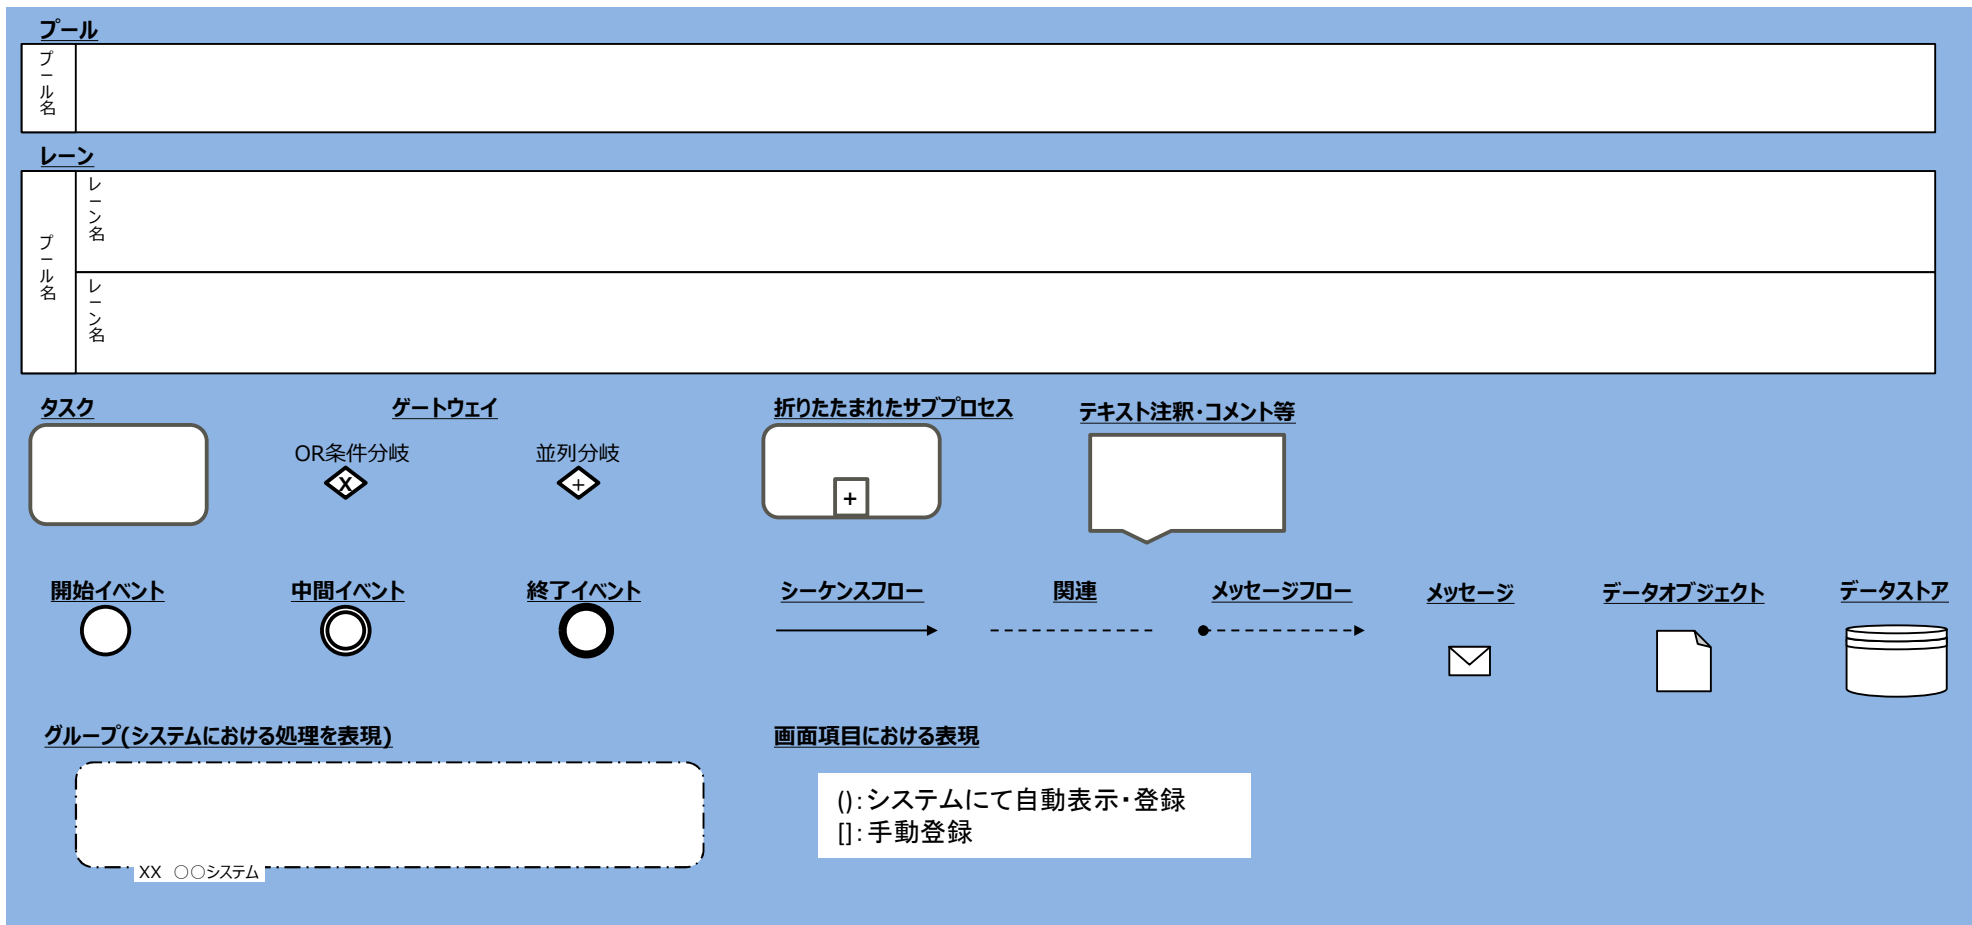 プール
プール名
レーン
プール名
レーン名
レーン名
タスク
ゲートウェイ
折りたたまれたサブプロセス
テキスト注釈・コメント等
OR条件分岐
並列分岐
X
+
+
開始イベント
中間イベント
終了イベント
シーケンスフロー
関連
メッセージフロー
メッセージ
データオブジェクト
データストア
グループ(システムにおける処理を表現)
画面項目における表現
():システムにて自動表示・登録
[]:手動登録
XX　○○システム